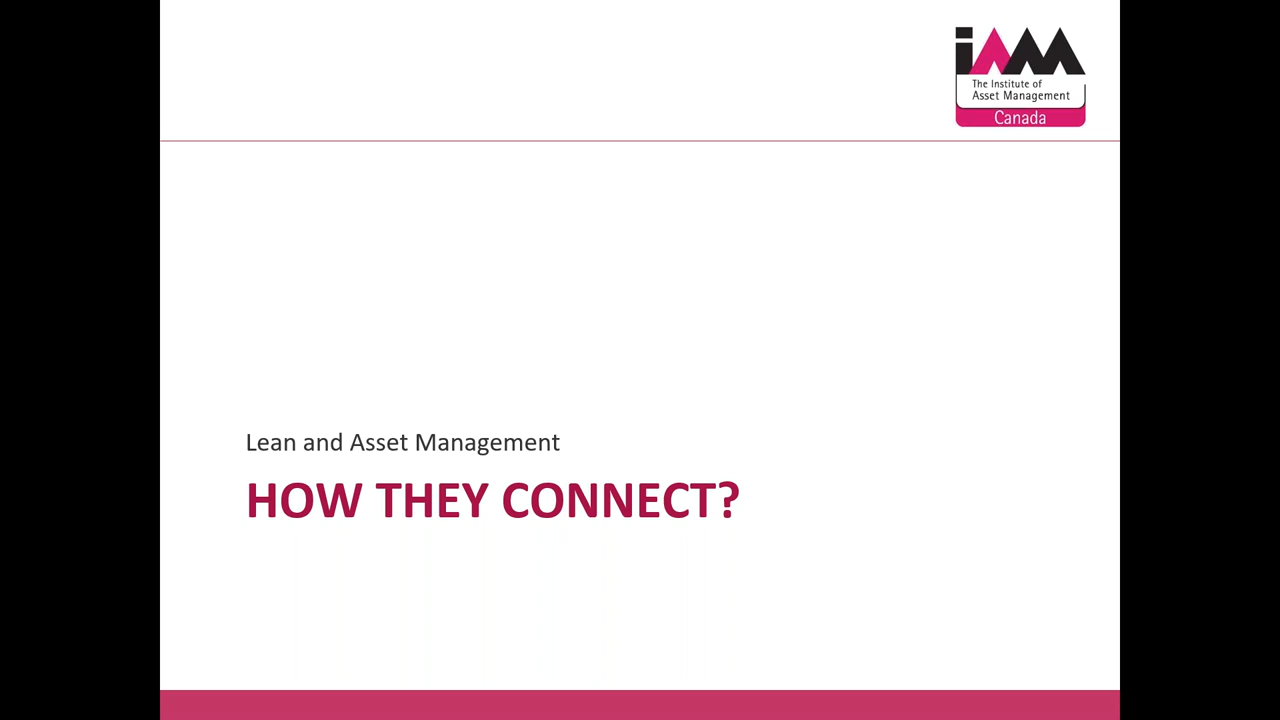 iAM
The Institute of
Asset Management
Canada
Lean and Asset Management
HOW THEY CONNECT?